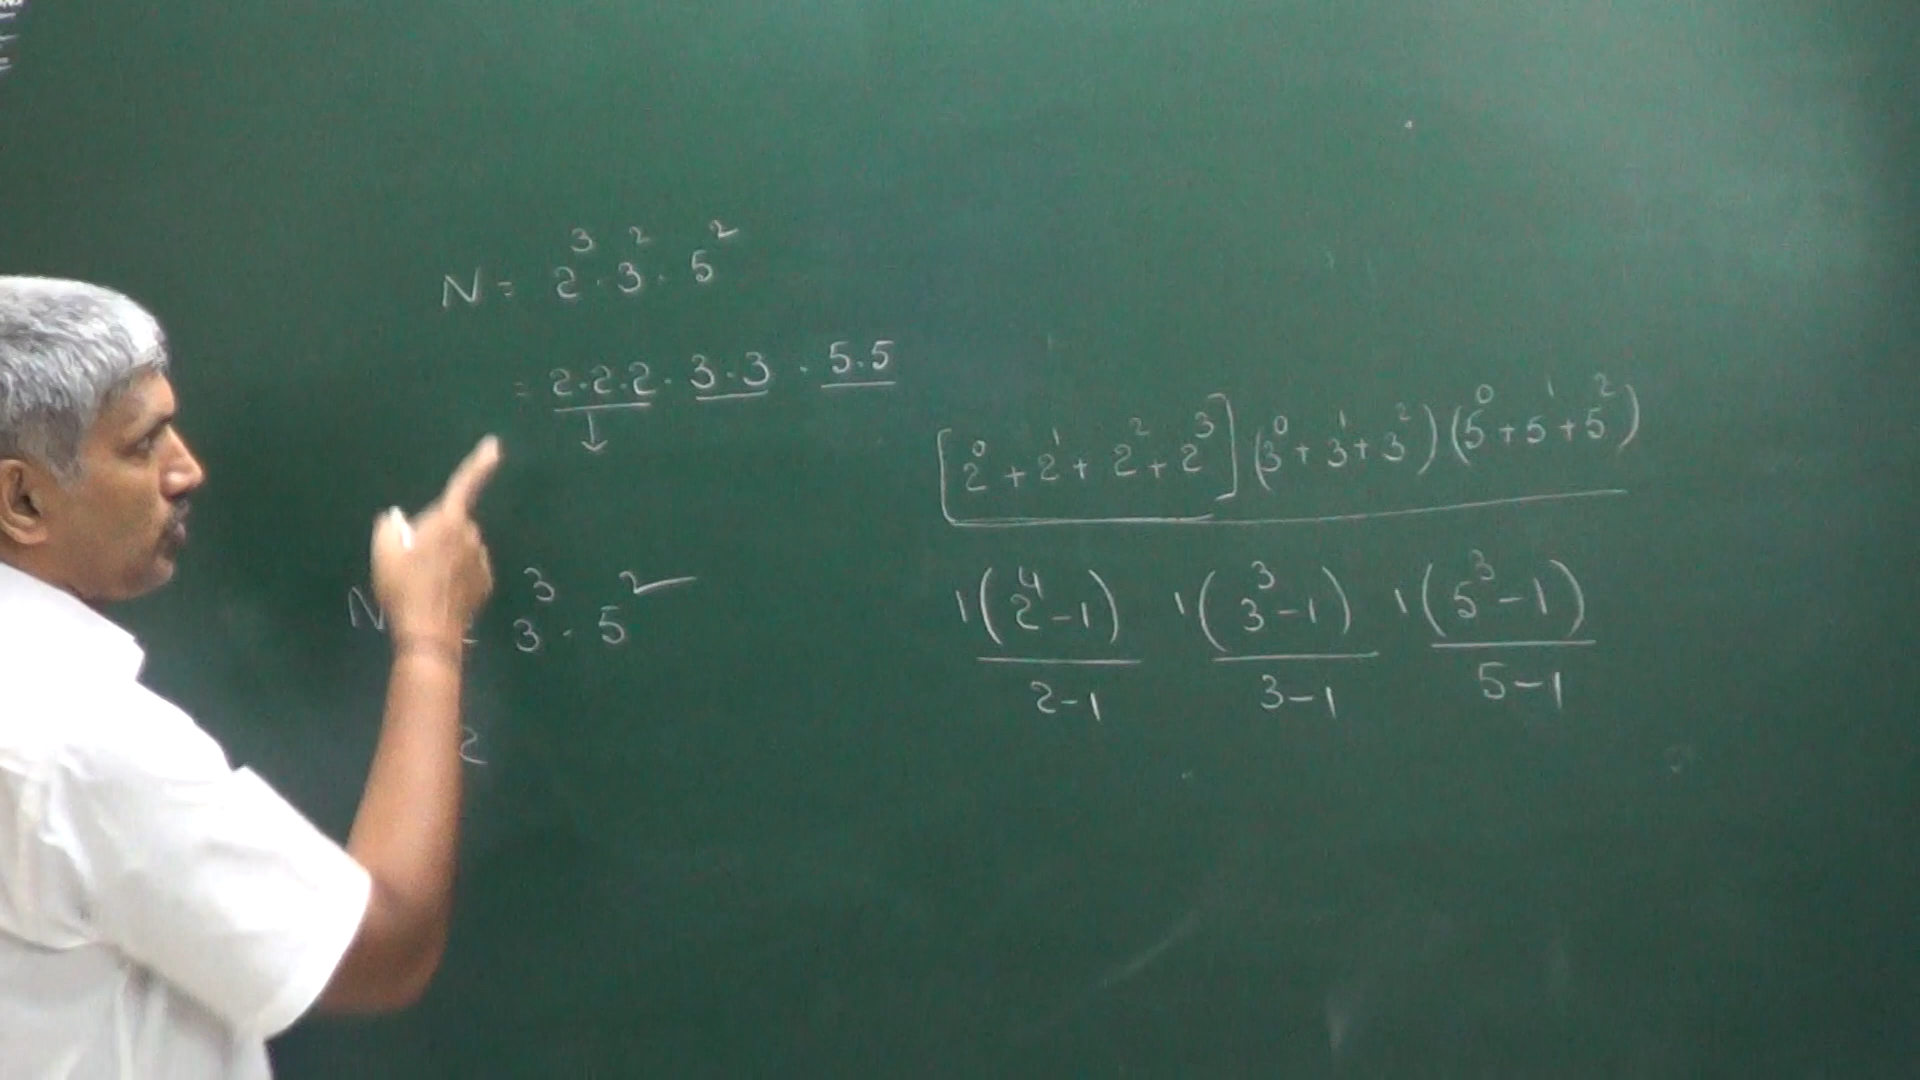 N = 2³ · 3² · 5²
= 2·2·2 · 3·3 · 5·5
↓
N 3³ · 5²
2
[2⁰ + 2¹ + 2² + 2³] (3⁰ + 3¹ + 3²) (5⁰ + 5¹ + 5²)
1(2⁴ − 1) 1(3³ − 1) 1(5³ − 1)
2−1 3−1 5−1